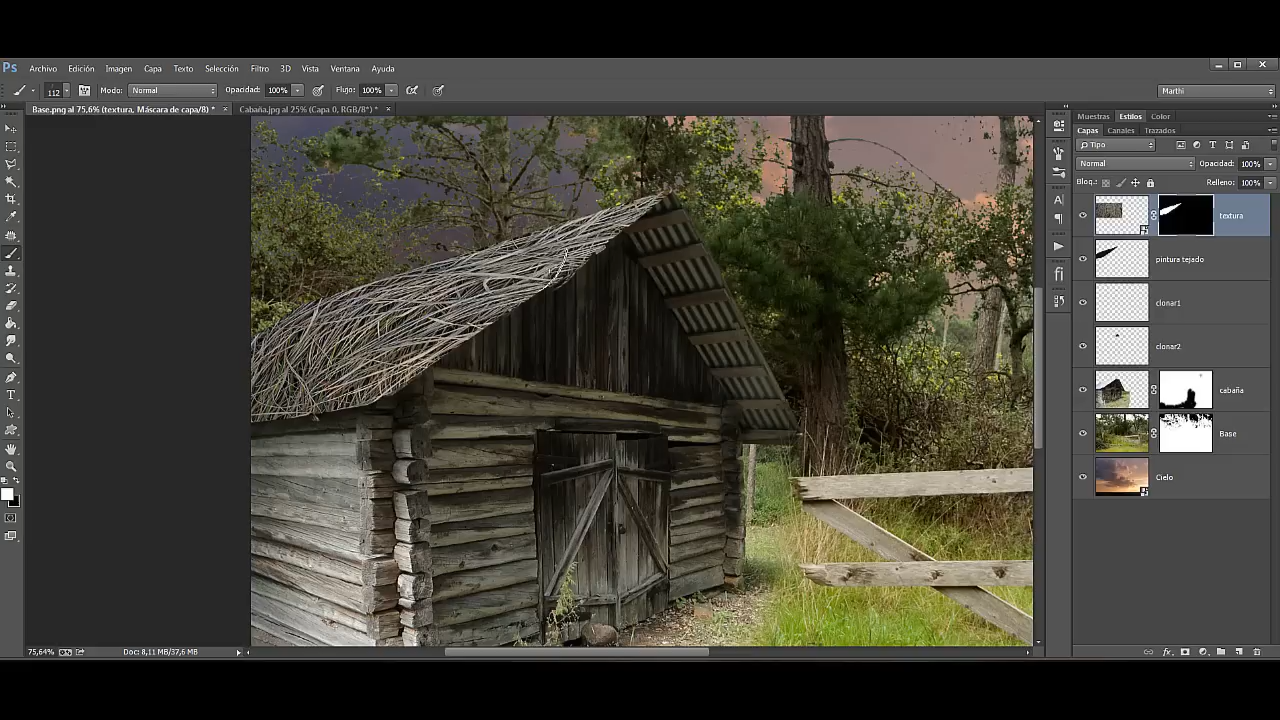 Ps Archivo Edición Imagen Capa Texto Selección Filtro 3D Vista Ventana Ayuda
112 Modo: Normal Opacidad: 100% Flujo: 100% Marthi
Base.png al 75,6% (textura, Máscara de capa/8) * × Cabaña.jpg al 25% (Capa 0, RGB/8*) * ×
Muestras Estilos Color
Capas Canales Trazados
Tipo
Normal Opacidad: 100%
Bloq.: Relleno: 100%
textura
pintura tejado
clonar1
clonar2
cabaña
Base
Cielo
75,64% Doc: 8,11 MB/37,6 MB